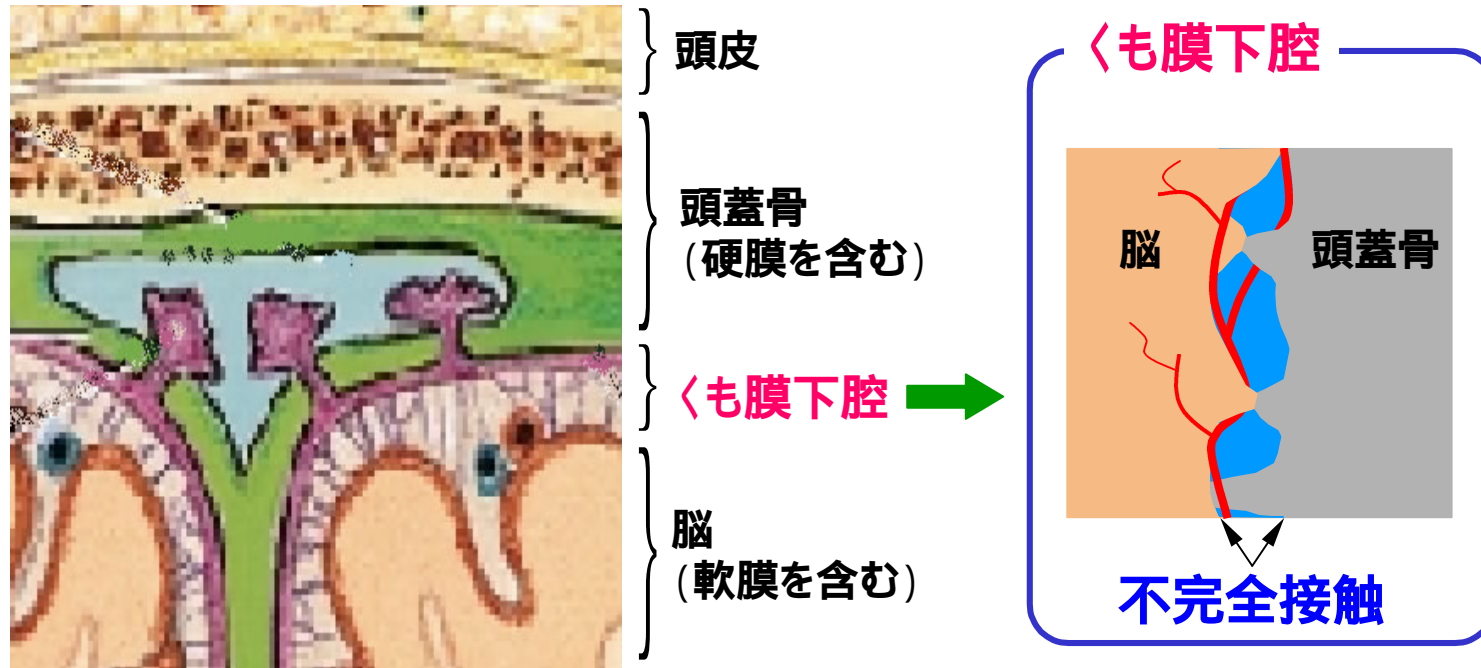 頭皮
頭蓋骨
(硬膜を含む)
くも膜下腔
脳
(軟膜を含む)
くも膜下腔
脳
頭蓋骨
不完全接触